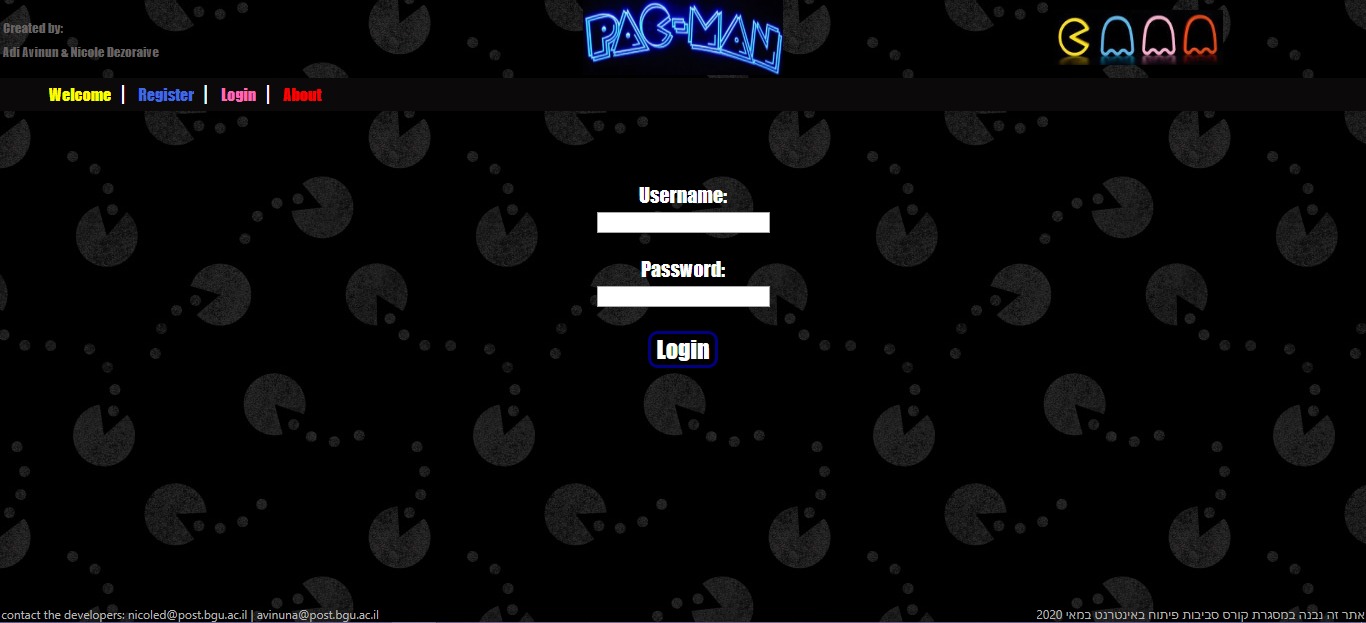 Created by:
Adi Avinun & Nicole Dezoraive
PAC-MAN
Welcome | Register | Login | About
Username:
Password:
Login
contact the developers: nicoled@post.bgu.ac.il | avinuna@post.bgu.ac.il
אתר זה נבנה במסגרת קורס סביבות פיתוח באינטרנט במאי 2020